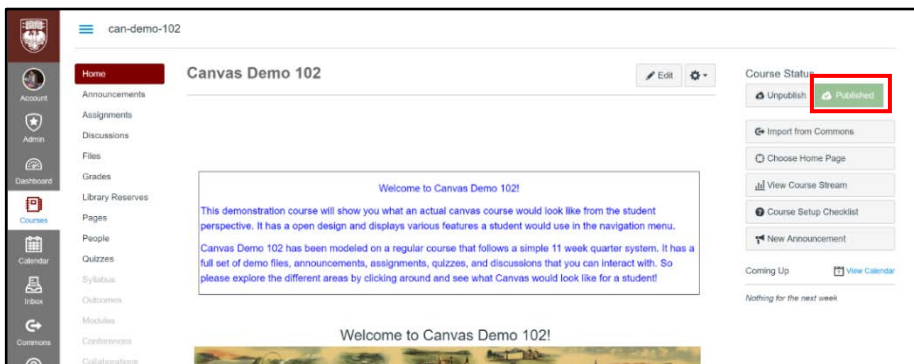 can-demo-102
Account
Admin
Dashboard
Courses
Calendar
Inbox
Commons
Home
Announcements
Assignments
Discussions
Files
Grades
Library Reserves
Pages
People
Quizzes
Syllabus
Outcomes
Modules
Conferences
Collaborations
Canvas Demo 102
Edit
Welcome to Canvas Demo 102!
This demonstration course will show you what an actual canvas course would look like from the student
perspective. It has a open design and displays various features a student would use in the navigation menu.
Canvas Demo 102 has been modeled on a regular course that follows a simple 11 week quarter system. It has a
full set of demo files, announcements, assignments, quizzes, and discussions that you can interact with. So
please explore the different areas by clicking around and see what Canvas would look like for a student!
Welcome to Canvas Demo 102!
Course Status
Unpublish
Published
Import from Commons
Choose Home Page
View Course Stream
Course Setup Checklist
New Announcement
Coming Up
View Calendar
Nothing for the next week